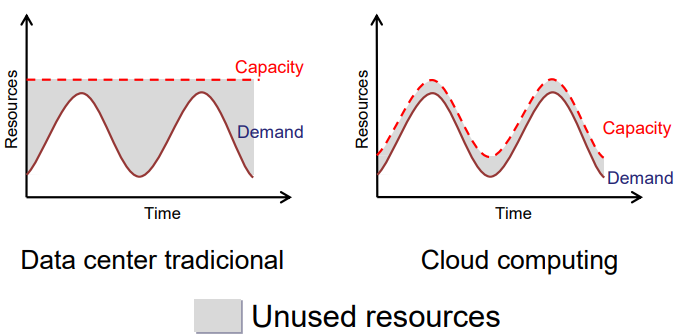 Capacity
Resources
Demand
Time
Data center tradicional
Resources
Capacity
Demand
Time
Cloud computing
Unused resources